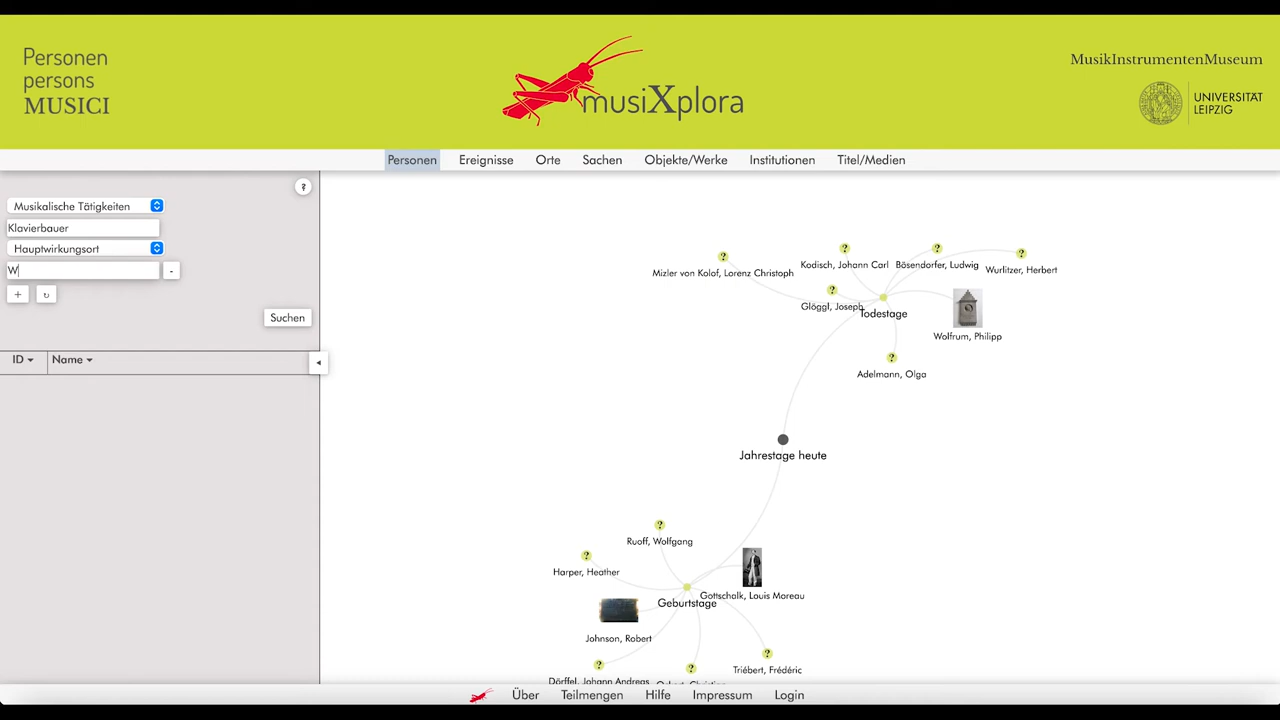 Personen
persons
MUSICI
musiXplora
MusikInstrumentenMuseum
UNIVERSITÄT
LEIPZIG
Personen Ereignisse Orte Sachen Objekte/Werke Institutionen Titel/Medien
?
Musikalische Tätigkeiten
Klavierbauer
Hauptwirkungsort
W
-
+ ↻
Suchen
ID Name
Mizler von Kolof, Lorenz Christoph
Kodisch, Johann Carl
Bösendorfer, Ludwig
Wurlitzer, Herbert
Glöggl, Joseph
Todestage
Wolfrum, Philipp
Adelmann, Olga
Jahrestage heute
Ruoff, Wolfgang
Harper, Heather
Gottschalk, Louis Moreau
Geburtstage
Johnson, Robert
Triébert, Frédéric
Dörffel, Johann Andreas
Über Teilmengen Hilfe Impressum Login